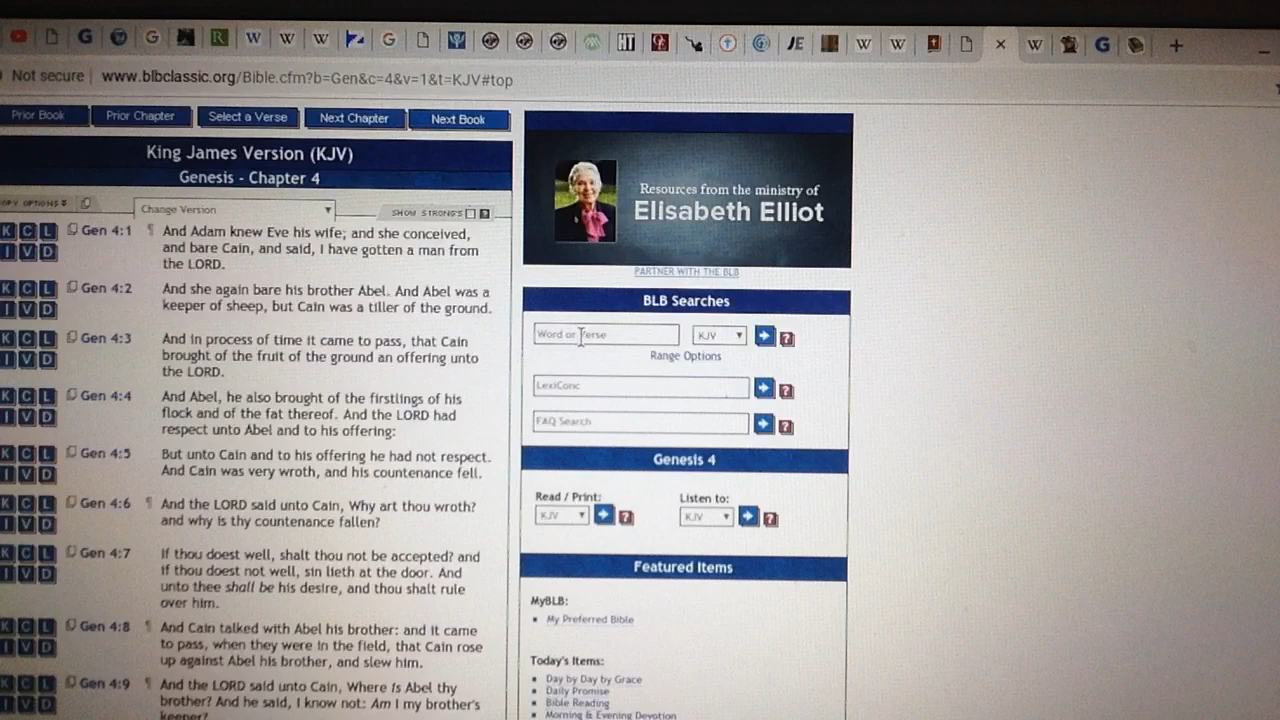 Not secure | www.blbclassic.org/Bible.cfm?b=Gen&c=4&v=1&t=KJV#top
Prior Book
Prior Chapter
Select a Verse
Next Chapter
Next Book
King James Version (KJV)
Genesis - Chapter 4
OPY OPTIONS
Change Version
SHOW STRONG'S
K C L
I V D
Gen 4:1
¶ And Adam knew Eve his wife; and she conceived,
and bare Cain, and said, I have gotten a man from
the LORD.
K C L
I V D
Gen 4:2
And she again bare his brother Abel. And Abel was a
keeper of sheep, but Cain was a tiller of the ground.
K C L
I V D
Gen 4:3
And in process of time it came to pass, that Cain
brought of the fruit of the ground an offering unto
the LORD.
K C L
I V D
Gen 4:4
And Abel, he also brought of the firstlings of his
flock and of the fat thereof. And the LORD had
respect unto Abel and to his offering:
K C L
I V D
Gen 4:5
But unto Cain and to his offering he had not respect.
And Cain was very wroth, and his countenance fell.
K C L
I V D
Gen 4:6
¶ And the LORD said unto Cain, Why art thou wroth?
and why is thy countenance fallen?
K C L
I V D
Gen 4:7
If thou doest well, shalt thou not be accepted? and
if thou doest not well, sin lieth at the door. And
unto thee shall be his desire, and thou shalt rule
over him.
K C L
I V D
Gen 4:8
¶ And Cain talked with Abel his brother: and it came
to pass, when they were in the field, that Cain rose
up against Abel his brother, and slew him.
K C L
I V D
Gen 4:9
¶ And the LORD said unto Cain, Where is Abel thy
brother? And he said, I know not: Am I my brother's
keeper?
Resources from the ministry of
Elisabeth Elliot
PARTNER WITH THE BLB
BLB Searches
Word or Verse
KJV
Range Options
LexiConc
FAQ Search
Genesis 4
Read / Print:
KJV
Listen to:
KJV
Featured Items
MyBLB:
My Preferred Bible
Today's Items:
Day by Day by Grace
Daily Promise
Bible Reading
Morning & Evening Devotion